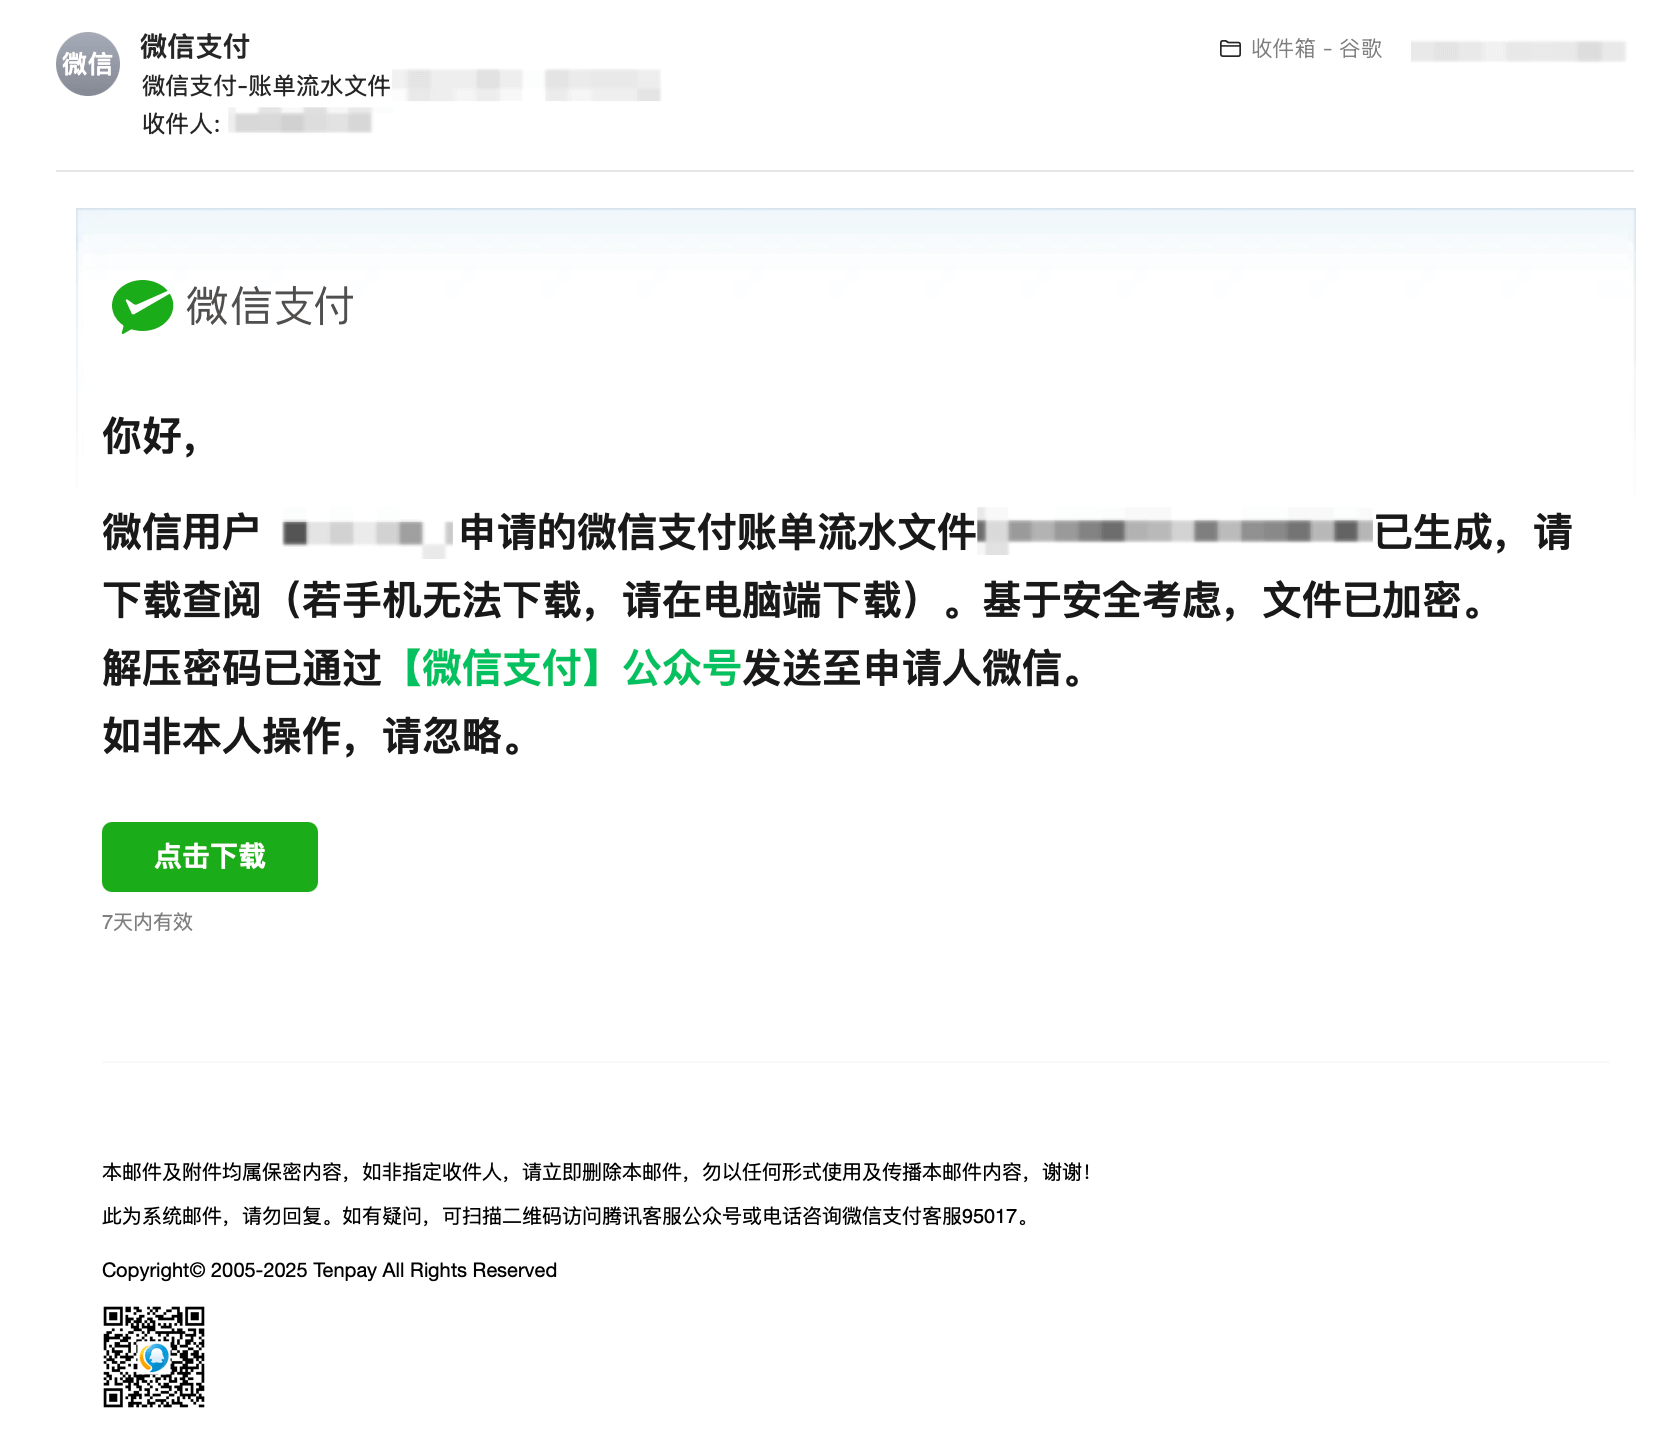 微信
微信支付
收件箱 - 谷歌
微信支付-账单流水文件
收件人:
微信支付
你好，
微信用户 申请的微信支付账单流水文件 已生成，请
下载查阅（若手机无法下载，请在电脑端下载）。基于安全考虑，文件已加密。
解压密码已通过【微信支付】公众号发送至申请人微信。
如非本人操作，请忽略。
点击下载
7天内有效
本邮件及附件均属保密内容，如非指定收件人，请立即删除本邮件，勿以任何形式使用及传播本邮件内容，谢谢！
此为系统邮件，请勿回复。如有疑问，可扫描二维码访问腾讯客服公众号或电话咨询微信支付客服95017。
Copyright© 2005-2025 Tenpay All Rights Reserved